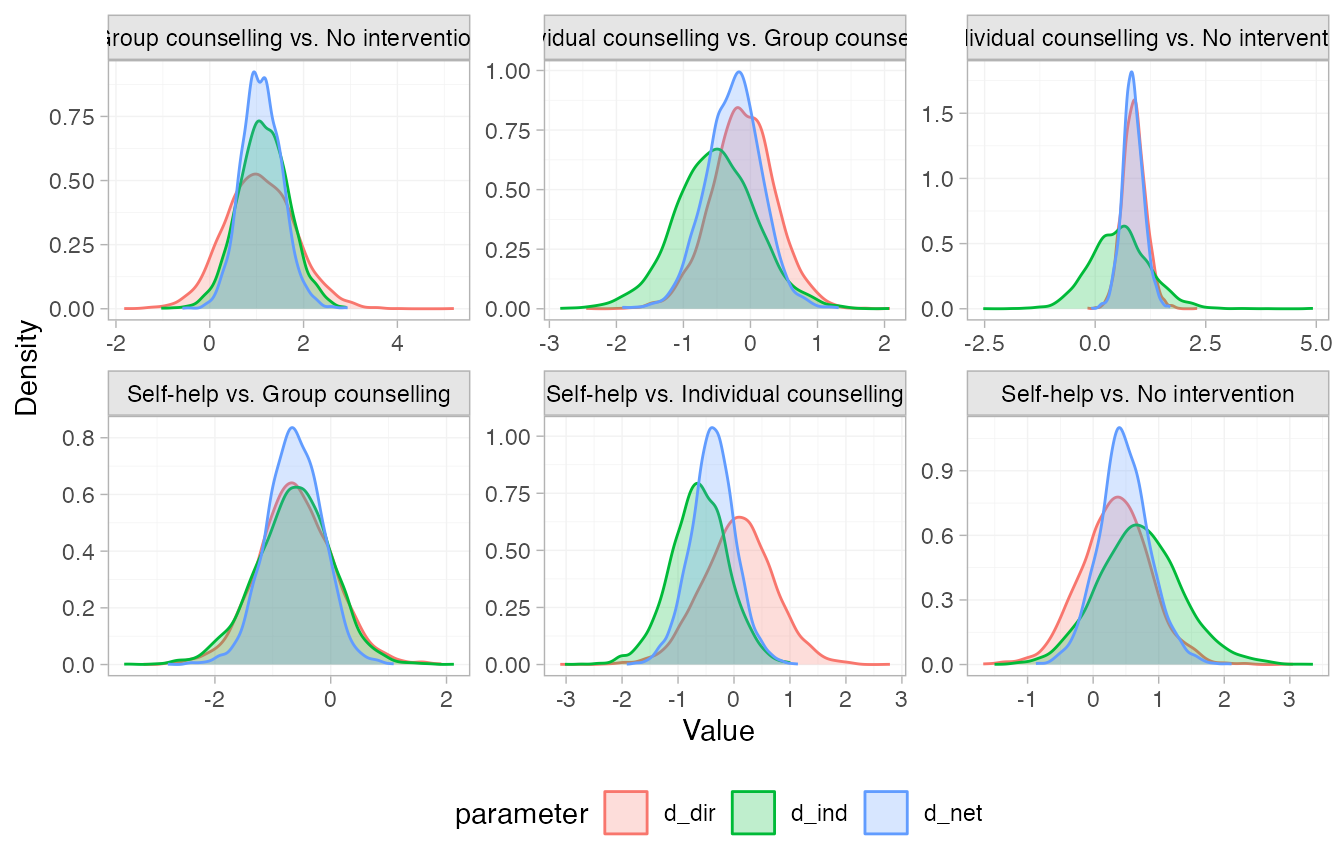 Group counselling vs. No interventio
vidual counselling vs. Group counse
lividual counselling vs. No intervent
0.75
0.50
0.25
0.00
-2 0 2 4
1.00
0.75
0.50
0.25
0.00
-3 -2 -1 0 1 2
1.5
1.0
0.5
0.0
-2.5 0.0 2.5 5.0
Density
Self-help vs. Group counselling
Self-help vs. Individual counselling
Self-help vs. No intervention
0.8
0.6
0.4
0.2
0.0
-2 0 2
1.00
0.75
0.50
0.25
0.00
-3 -2 -1 0 1 2 3
0.9
0.6
0.3
0.0
-1 0 1 2 3
Value
parameter d_dir d_ind d_net